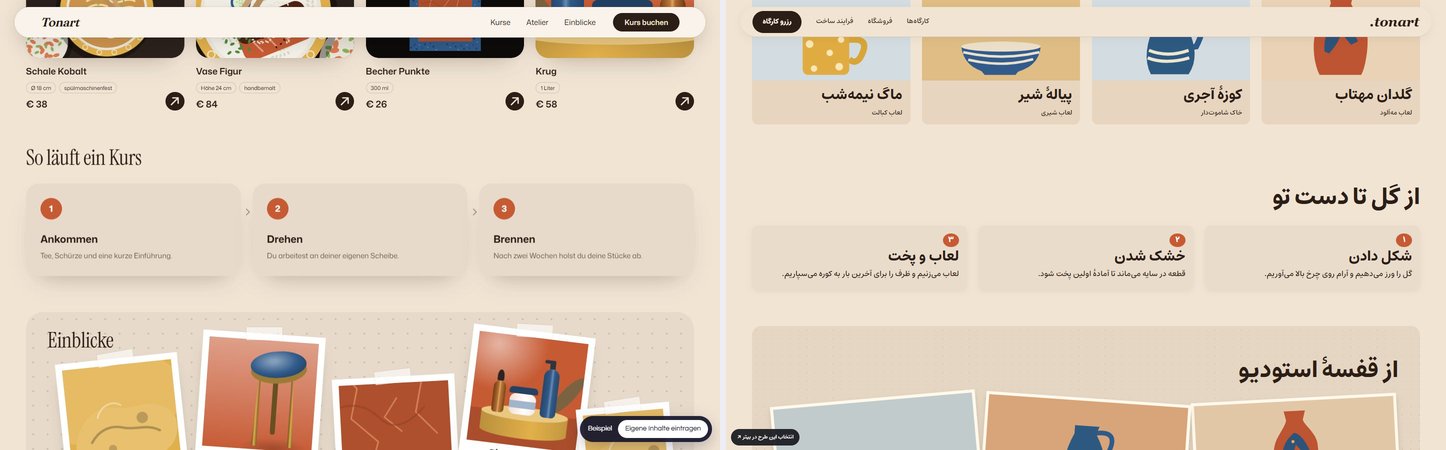 Tonart
Kurse
Atelier
Einblicke
Kurs buchen
Schale Kobalt
Ø 18 cm
spülmaschinenfest
€ 38
Vase Figur
Höhe 24 cm
handbemalt
€ 84
Becher Punkte
300 ml
€ 26
Krug
1 Liter
€ 58
So läuft ein Kurs
1
Ankommen
Tee, Schürze und eine kurze Einführung.
2
Drehen
Du arbeitest an deiner eigenen Scheibe.
3
Brennen
Nach zwei Wochen holst du deine Stücke ab.
Einblicke
Beispiel
Eigene Inhalte eintragen
tonart.
کارگاه‌ها
فروشگاه
فرایند ساخت
رزرو کارگاه
گلدان مهتاب
لعاب مه‌آلود
کوزهٔ آجری
خاک شاموت‌دار
پیالهٔ شیر
لعاب شیری
ماگ نیمه‌شب
لعاب کبالت
از گل تا دست تو
۱
شکل دادن
گل را ورز می‌دهیم و آرام روی چرخ بالا می‌آوریم.
۲
خشک شدن
قطعه در سایه می‌ماند تا آمادهٔ اولین پخت شود.
۳
لعاب و پخت
لعاب می‌زنیم و ظرف را برای آخرین بار به کوره می‌سپاریم.
از قفسهٔ استودیو
انتخاب این طرح در بیتر